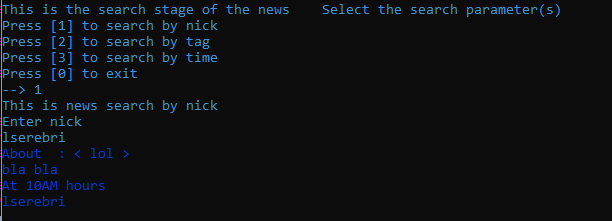 This is the search stage of the news    Select the search parameter(s)
Press [1] to search by nick
Press [2] to search by tag
Press [3] to search by time
Press [0] to exit
--> 1
This is news search by nick
Enter nick
lserebri
About  : < lol >
bla bla
At 10AM hours
lserebri